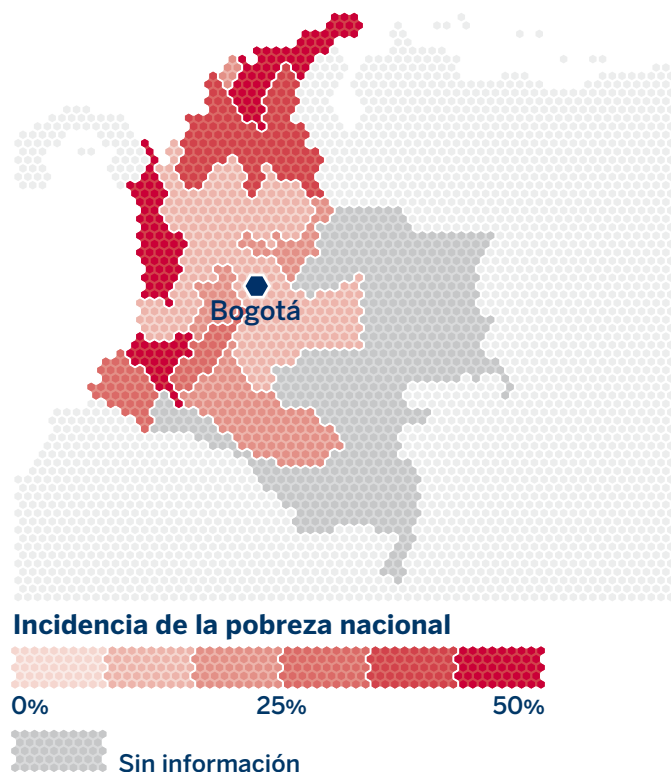 Bogotá
Incidencia de la pobreza nacional
0% 25% 50%
Sin información